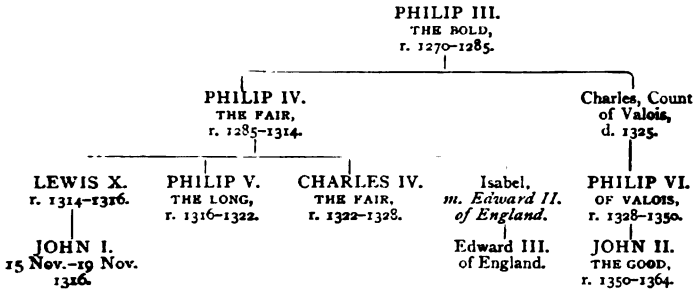 PHILIP III.
THE BOLD,
r. 1270–1285.
PHILIP IV.
THE FAIR,
r. 1285–1314.
Charles, Count
of Valois,
d. 1325.
LEWIS X.
r. 1314–1316.
PHILIP V.
THE LONG,
r. 1316–1322.
CHARLES IV.
THE FAIR,
r. 1322–1328.
Isabel,
m. Edward II.
of England.
PHILIP VI.
OF VALOIS,
r. 1328–1350.
JOHN I.
15 Nov.–19 Nov.
1316.
Edward III.
of England.
JOHN II.
THE GOOD,
r. 1350–1364.